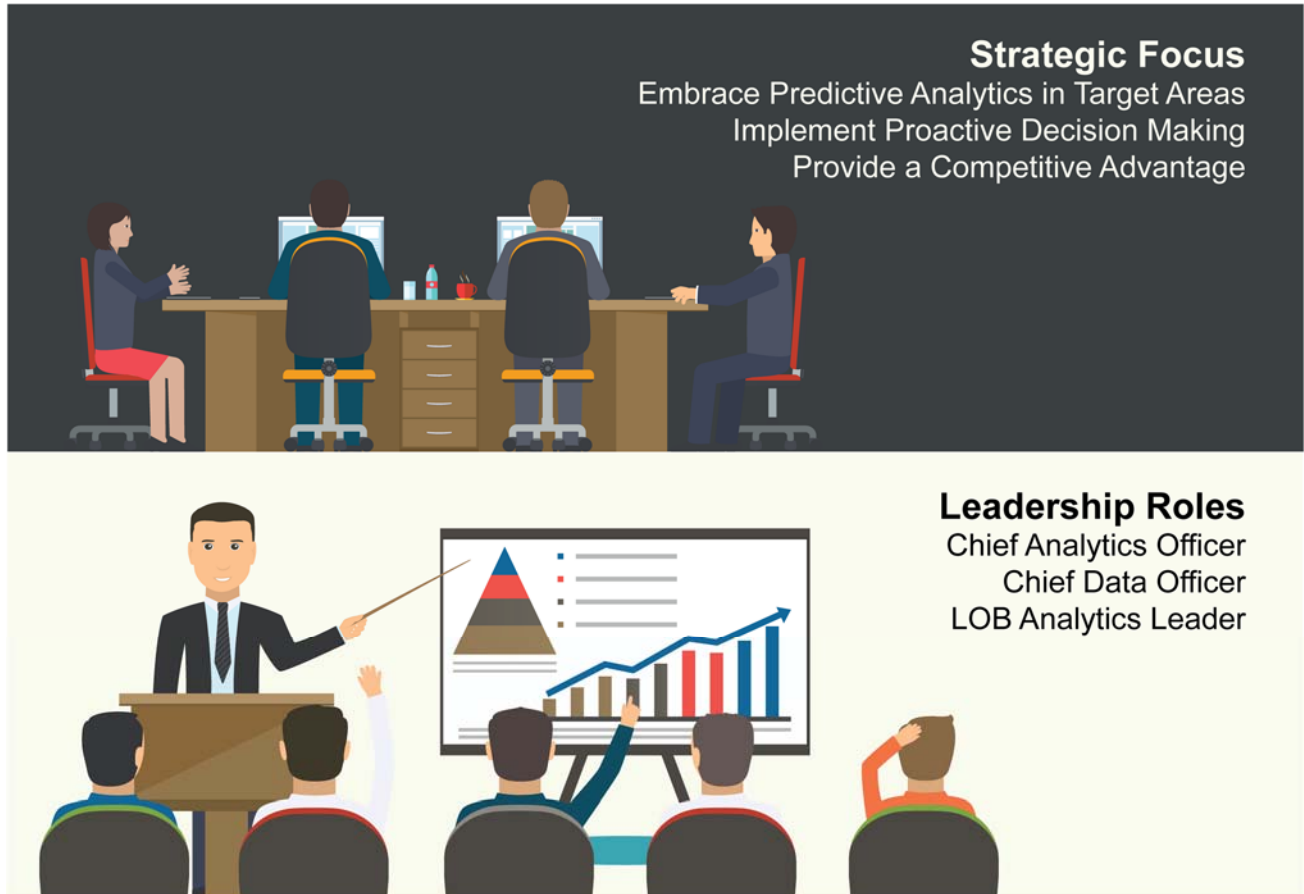 Strategic Focus
Embrace Predictive Analytics in Target Areas
Implement Proactive Decision Making
Provide a Competitive Advantage
Leadership Roles
Chief Analytics Officer
Chief Data Officer
LOB Analytics Leader